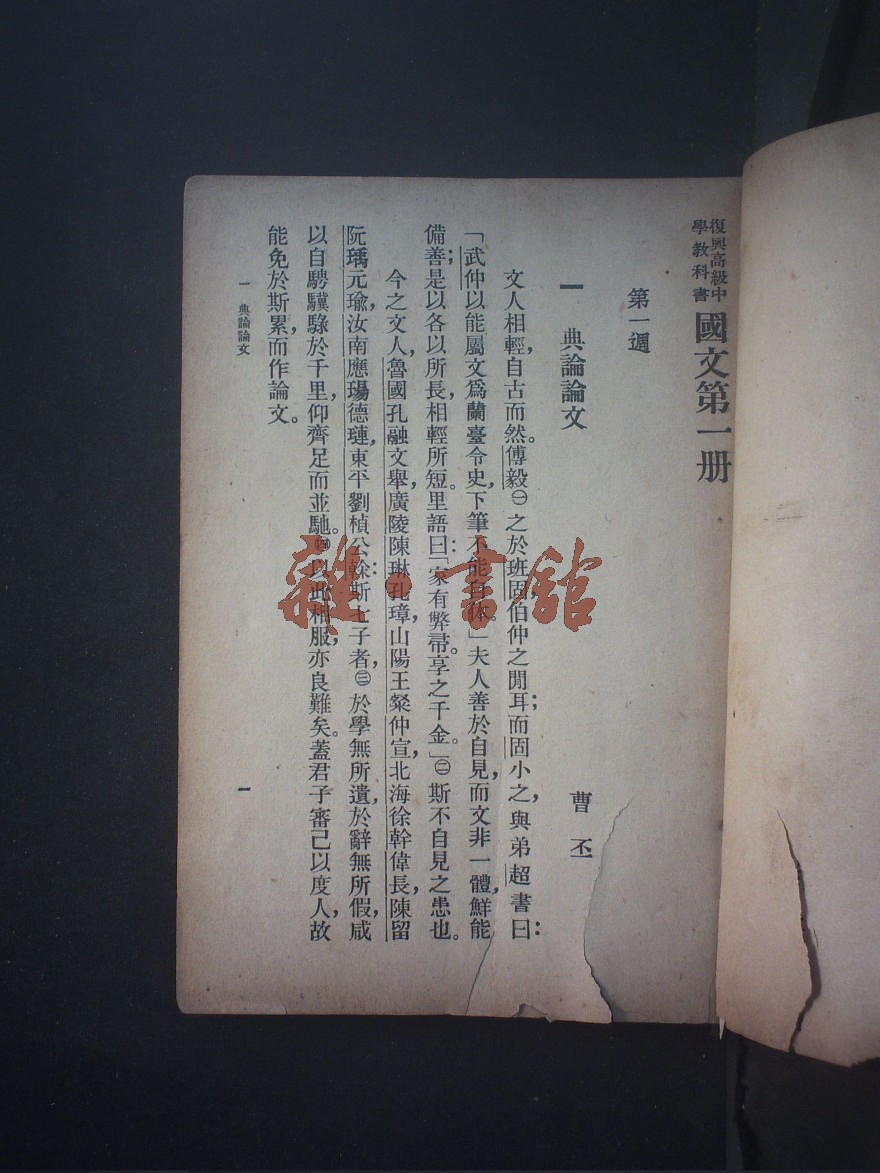 復興高級中
學教科書
國文第一册
第一週
一　典論論文
曹丕
文人相輕，自古而然。傅毅㊀之於班固，伯仲之閒耳；而固小之，與弟超書曰：
「武仲以能屬文爲蘭臺令史，下筆不能自休。」夫人善於自見，而文非一體，鮮能
備善；是以各以所長，相輕所短。里語曰：「家有弊帚，享之千金。」㊁斯不自見之患也。
今之文人，魯國孔融文舉，廣陵陳琳孔璋，山陽王粲仲宣，北海徐幹偉長，陳留
阮瑀元瑜，汝南應瑒德璉，東平劉楨公幹：斯七子者，㊂於學無所遺，於辭無所假，咸
以自騁驥騄於千里，仰齊足而並馳。㊃以此相服，亦良難矣。蓋君子審己以度人，故
能免於斯累，而作論文。
一　典論論文
一
雜·書館